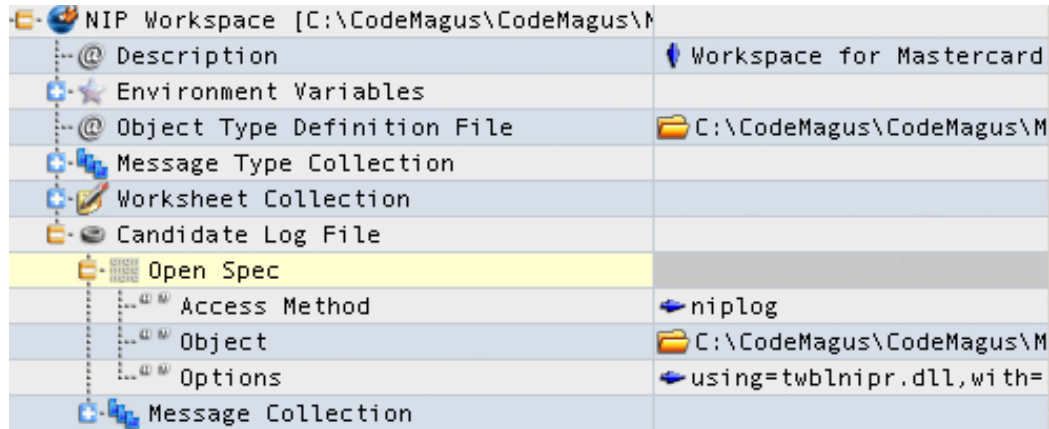 NIP Workspace [C:\CodeMagus\CodeMagus\M
Description Workspace for Mastercard
Environment Variables
Object Type Definition File C:\CodeMagus\CodeMagus\M
Message Type Collection
Worksheet Collection
Candidate Log File
Open Spec
Access Method niplog
Object C:\CodeMagus\CodeMagus\M
Options using=twblnipr.dll,with=
Message Collection